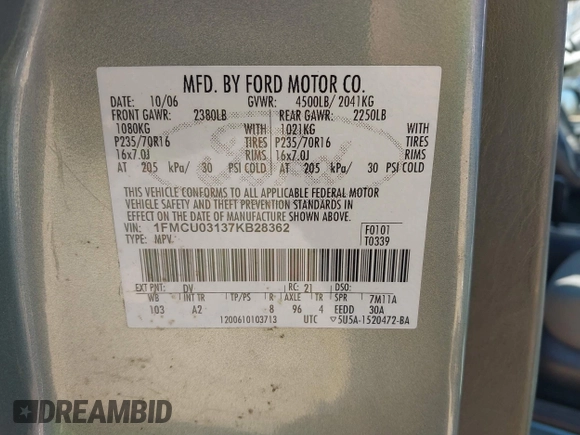 MFD. BY FORD MOTOR CO.
DATE: 10/06 GVWR: 4500LB/ 2041KG
FRONT GAWR: 2380LB REAR GAWR: 2250LB
1080KG WITH 1021KG WITH
P235/70R16 TIRES P235/70R16 TIRES
16x7.0J RIMS 16x7.0J RIMS
AT 205 kPa/ 30 PSI COLD AT 205 kPa/ 30 PSI COLD
THIS VEHICLE CONFORMS TO ALL APPLICABLE FEDERAL MOTOR
VEHICLE SAFETY AND THEFT PREVENTION STANDARDS IN
EFFECT ON THE DATE OF MANUFACTURE SHOWN ABOVE.
VIN: 1FMCU03137KB28362 F0101
TYPE: MPV T0339
EXT PNT: DV RC: 21 DSO:
WB INT TR TP/PS R AXLE TR SPR 7M11A
103 A2 8 96 4 EEDD 30A
1200610103713 UTC ▽5U5A-1520472-BA
DREAMBID